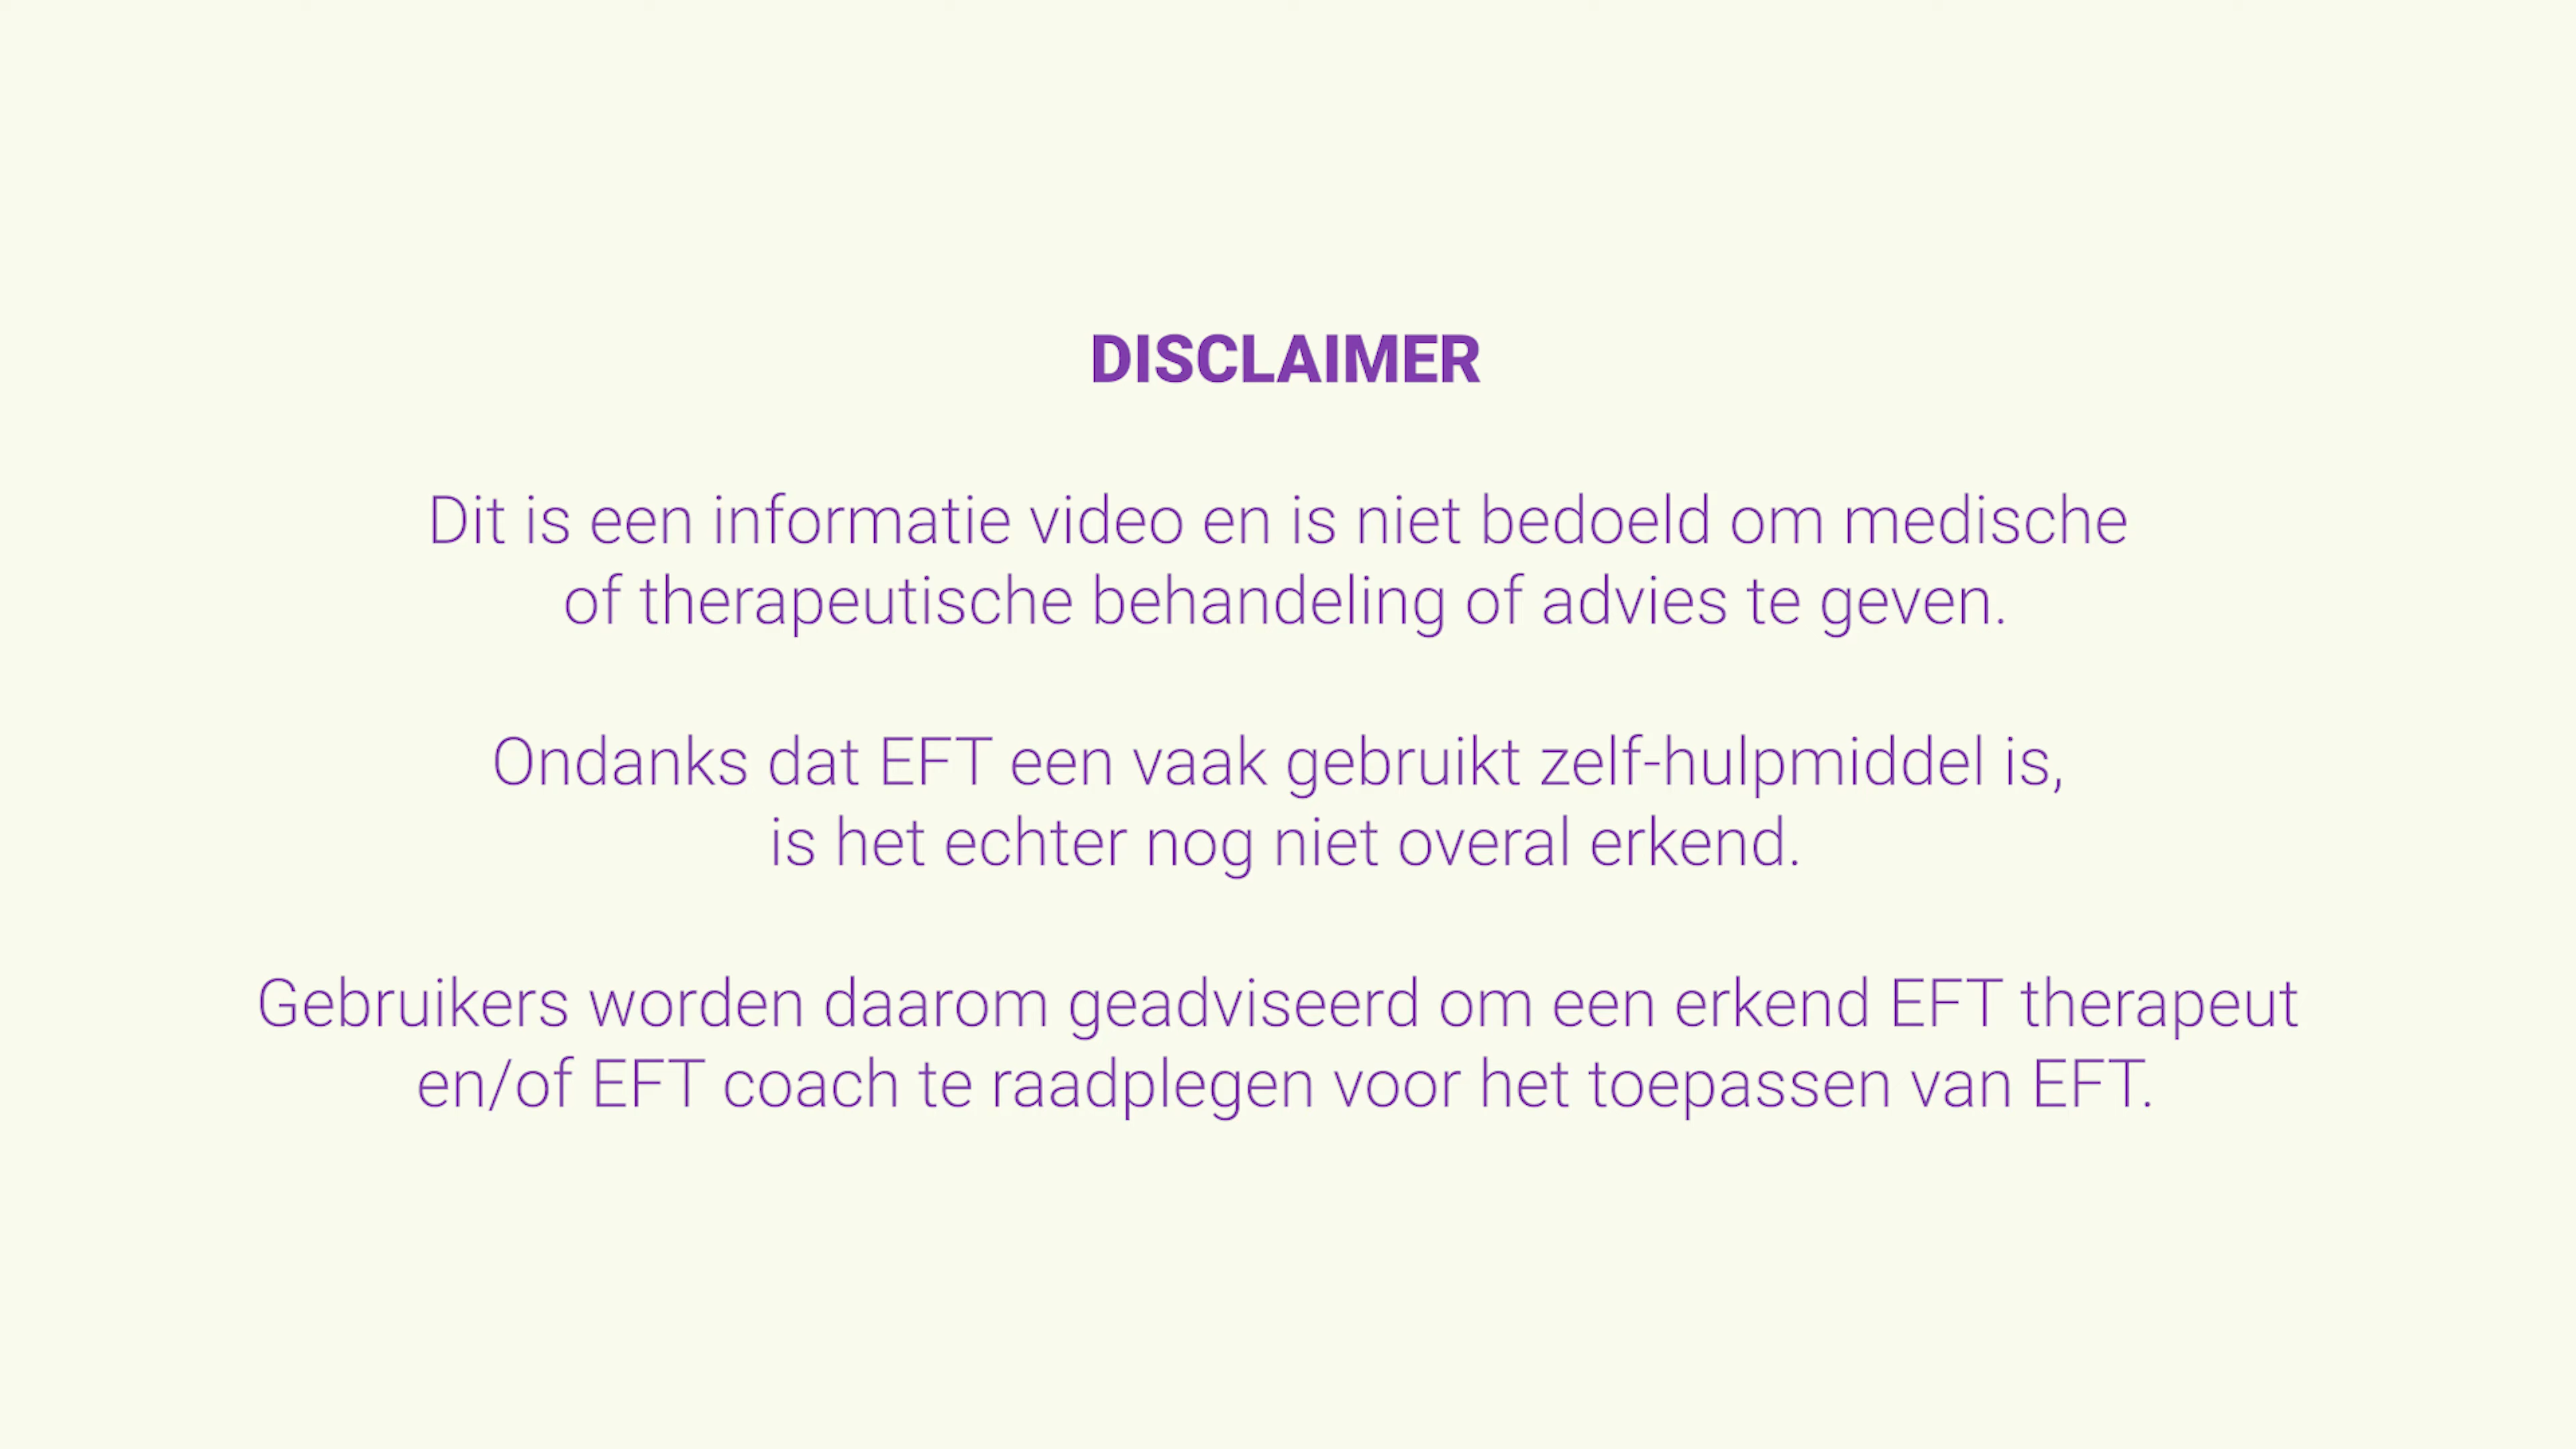 DISCLAIMER
Dit is een informatie video en is niet bedoeld om medische
of therapeutische behandeling of advies te geven.
Ondanks dat EFT een vaak gebruikt zelf-hulpmiddel is,
is het echter nog niet overal erkend.
Gebruikers worden daarom geadviseerd om een erkend EFT therapeut
en/of EFT coach te raadplegen voor het toepassen van EFT.